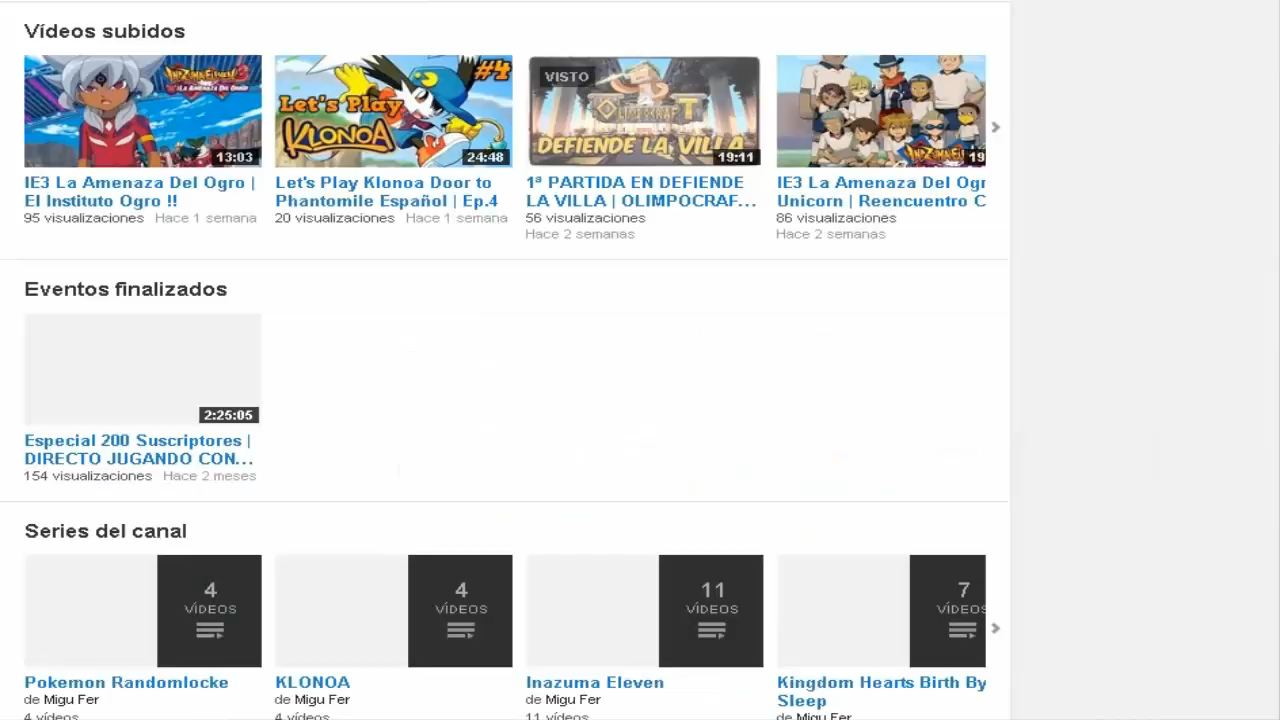 Vídeos subidos
VISTO
#4
Let's Play
KLONOA
DEFIENDE LA VILLA
13:03
24:48
19:11
19
IE3 La Amenaza Del Ogro |
El Instituto Ogro !!
95 visualizaciones Hace 1 semana
Let's Play Klonoa Door to
Phantomile Español | Ep.4
20 visualizaciones Hace 1 semana
1ª PARTIDA EN DEFIENDE
LA VILLA | OLIMPOCRAF...
56 visualizaciones
Hace 2 semanas
IE3 La Amenaza Del Ogr
Unicorn | Reencuentro C
86 visualizaciones
Hace 2 semanas
Eventos finalizados
2:25:05
Especial 200 Suscriptores |
DIRECTO JUGANDO CON...
154 visualizaciones Hace 2 meses
Series del canal
4
VÍDEOS
4
VÍDEOS
11
VÍDEOS
7
VÍDEOS
Pokemon Randomlocke
de Migu Fer
4 vídeos
KLONOA
de Migu Fer
4 vídeos
Inazuma Eleven
de Migu Fer
11 vídeos
Kingdom Hearts Birth By
Sleep
de Migu Fer